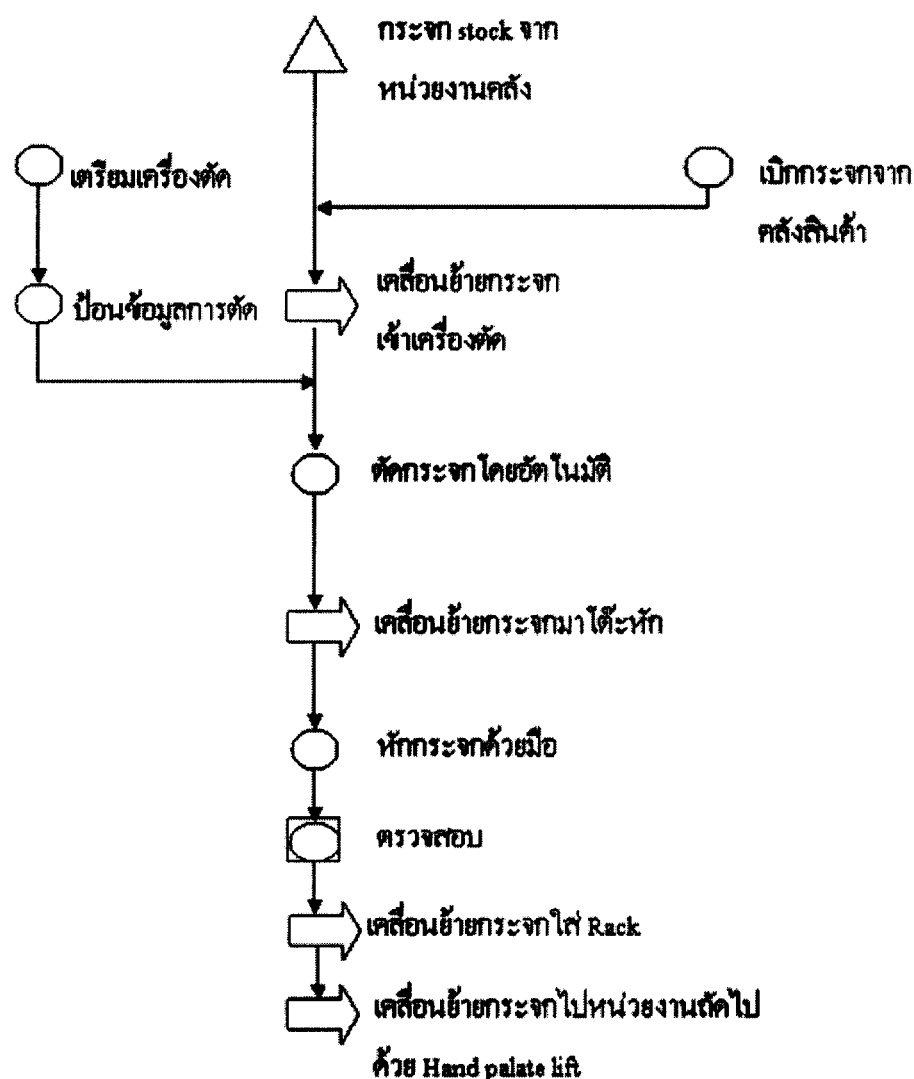 กระจก stock จาก
หน่วยงานคลัง
เตรียมเครื่องตัด
เบิกกระจกจาก
คลังสินค้า
ป้อนข้อมูลการตัด
เคลื่อนย้ายกระจก
เข้าเครื่องตัด
ตัดกระจกโดยอัตโนมัติ
เคลื่อนย้ายกระจกมาโต๊ะหัก
หักกระจกด้วยมือ
ตรวจสอบ
เคลื่อนย้ายกระจกใส่ Rack
เคลื่อนย้ายกระจกไปหน่วยงานถัดไป
ด้วย Hand palate lift